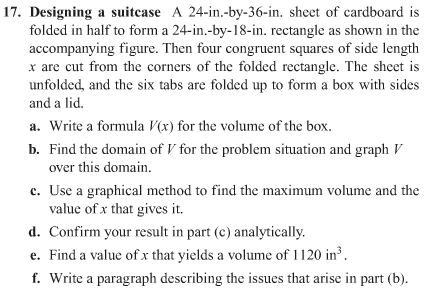 17. Designing a suitcase A 24-in.-by-36-in. sheet of cardboard is
folded in half to form a 24-in.-by-18-in. rectangle as shown in the
accompanying figure. Then four congruent squares of side length
x are cut from the corners of the folded rectangle. The sheet is
unfolded, and the six tabs are folded up to form a box with sides
and a lid.
a. Write a formula V(x) for the volume of the box.
b. Find the domain of V for the problem situation and graph V
over this domain.
c. Use a graphical method to find the maximum volume and the
value of x that gives it.
d. Confirm your result in part (c) analytically.
e. Find a value of x that yields a volume of 1120 in³.
f. Write a paragraph describing the issues that arise in part (b).